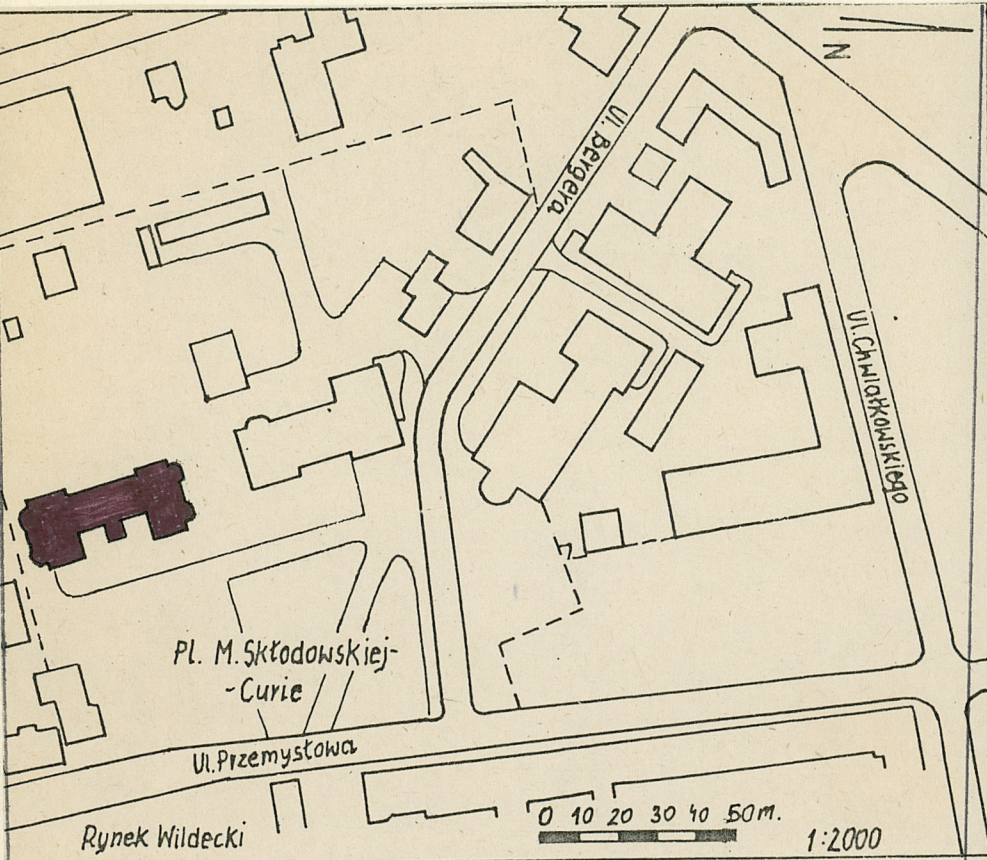 N
Ul. Bergera
Ul. Chwiałkowskiego
Pl. M. Skłodowskiej-
-Curie
Ul. Przemysłowa
Rynek Wildecki
0 10 20 30 40 50m.
1:2000